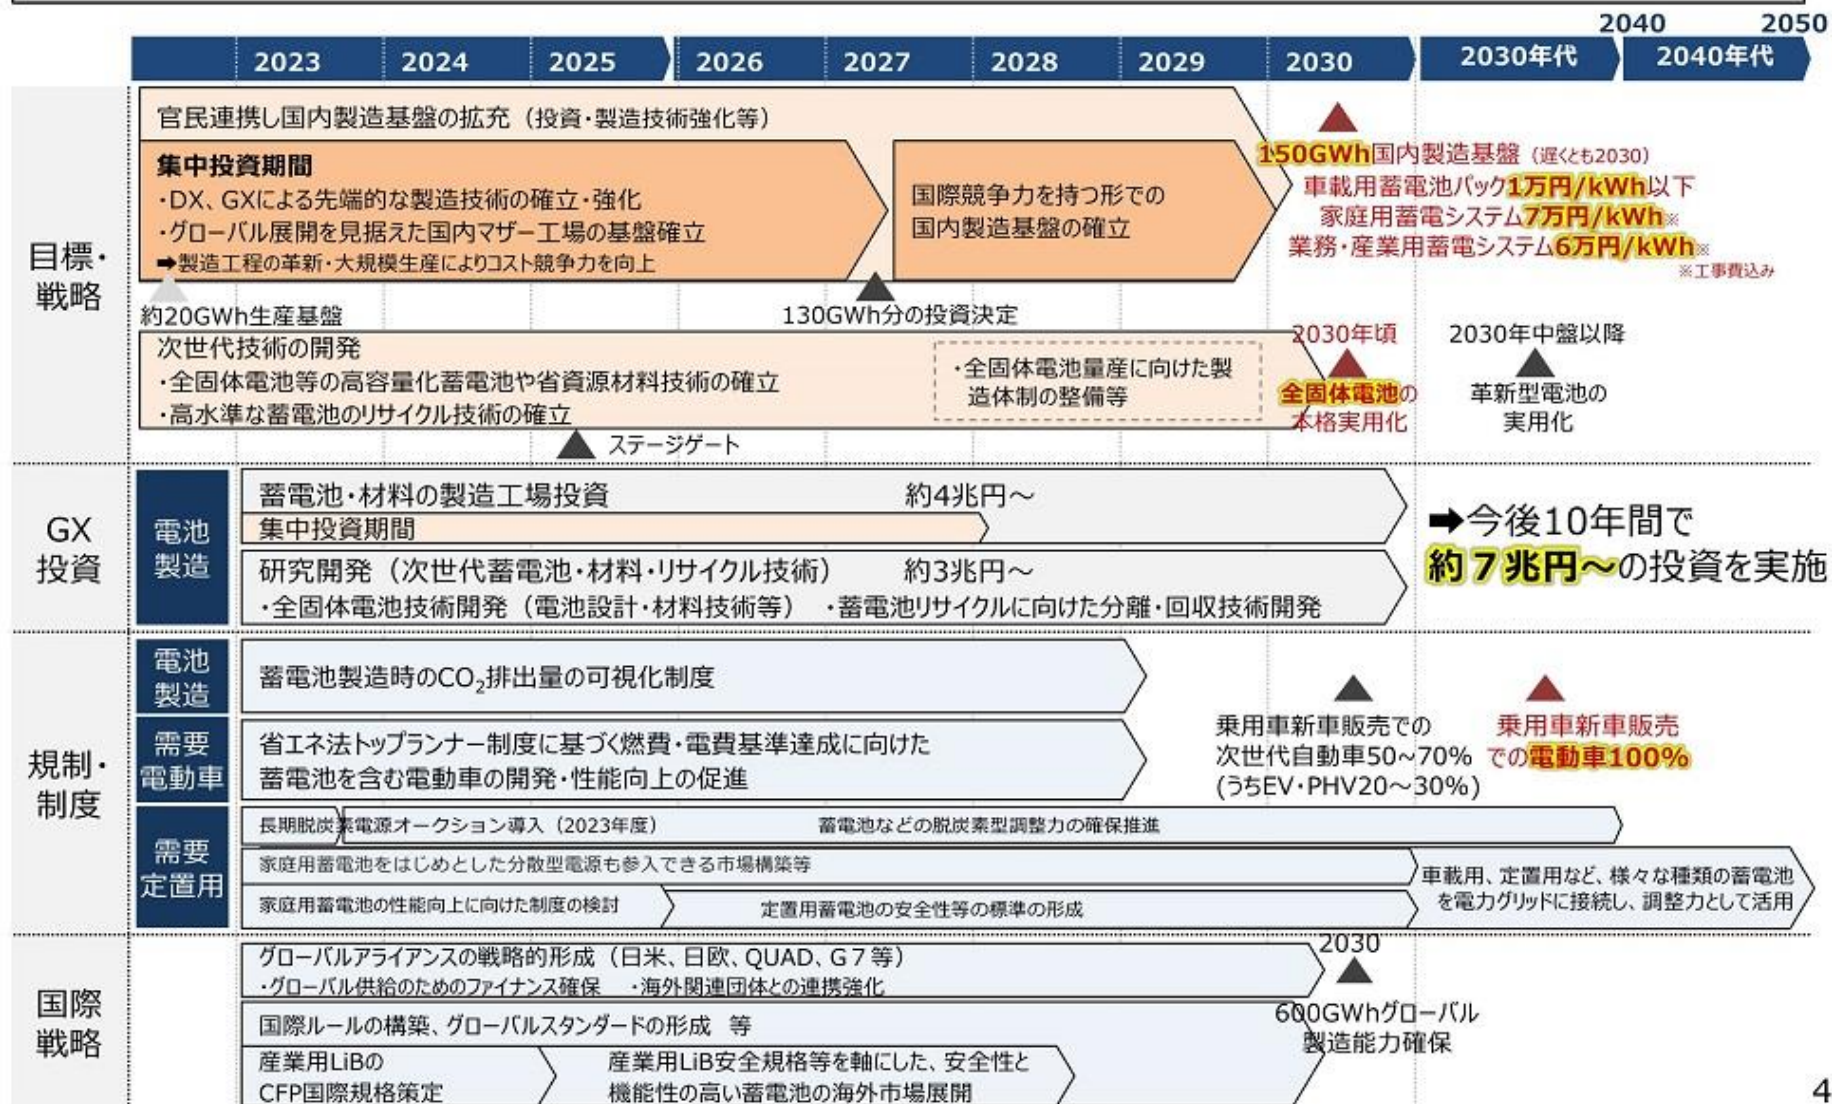 2040
2050
2023
2024
2025
2026
2027
2028
2029
2030
2030年代
2040年代
目標・
戦略
官民連携し国内製造基盤の拡充（投資・製造技術強化等）
集中投資期間
・DX、GXによる先端的な製造技術の確立・強化
・グローバル展開を見据えた国内マザー工場の基盤確立
➡製造工程の革新・大規模生産によりコスト競争力を向上
国際競争力を持つ形での
国内製造基盤の確立
150GWh国内製造基盤（遅くとも2030）
車載用蓄電池パック1万円/kWh以下
家庭用蓄電システム7万円/kWh※
業務・産業用蓄電システム6万円/kWh※
※工事費込み
約20GWh生産基盤
130GWh分の投資決定
次世代技術の開発
・全固体電池等の高容量化蓄電池や省資源材料技術の確立
・高水準な蓄電池のリサイクル技術の確立
・全固体電池量産に向けた製
造体制の整備等
2030年頃
全固体電池の
本格実用化
2030年中盤以降
革新型電池の
実用化
ステージゲート
GX
投資
電池
製造
蓄電池・材料の製造工場投資 約4兆円～
集中投資期間
研究開発（次世代蓄電池・材料・リサイクル技術） 約3兆円～
・全固体電池技術開発（電池設計・材料技術等） ・蓄電池リサイクルに向けた分離・回収技術開発
➡今後10年間で
約７兆円～の投資を実施
規制・
制度
電池
製造
蓄電池製造時のCO₂排出量の可視化制度
需要
電動車
省エネ法トップランナー制度に基づく燃費・電費基準達成に向けた
蓄電池を含む電動車の開発・性能向上の促進
乗用車新車販売での
次世代自動車50~70%
(うちEV・PHV20～30%)
乗用車新車販売
での電動車100%
需要
定置用
長期脱炭素電源オークション導入（2023年度） 蓄電池などの脱炭素型調整力の確保推進
家庭用蓄電池をはじめとした分散型電源も参入できる市場構築等
家庭用蓄電池の性能向上に向けた制度の検討
定置用蓄電池の安全性等の標準の形成
車載用、定置用など、様々な種類の蓄電池
を電力グリッドに接続し、調整力として活用
国際
戦略
グローバルアライアンスの戦略的形成（日米、日欧、QUAD、G７等）
・グローバル供給のためのファイナンス確保 ・海外関連団体との連携強化
2030
600GWhグローバル
製造能力確保
国際ルールの構築、グローバルスタンダードの形成 等
産業用LiBの
CFP国際規格策定
産業用LiB安全規格等を軸にした、安全性と
機能性の高い蓄電池の海外市場展開
4